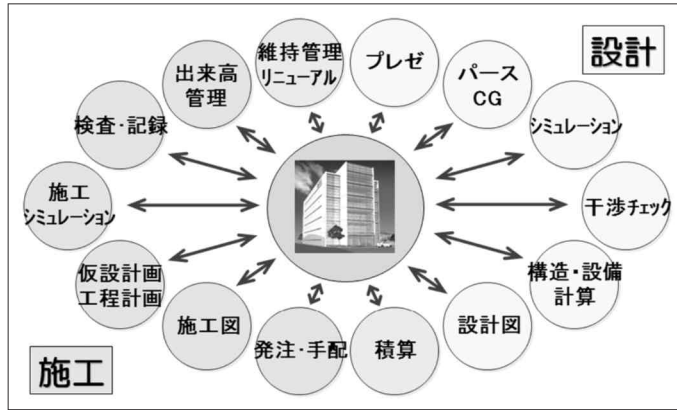 設計
プレゼ
パース
CG
シミュレーション
干渉チェック
構造・設備
計算
設計図
積算
発注・手配
施工図
仮設計画
工程計画
施工
シミュレーション
検査・記録
出来高
管理
維持管理
リニューアル
施工